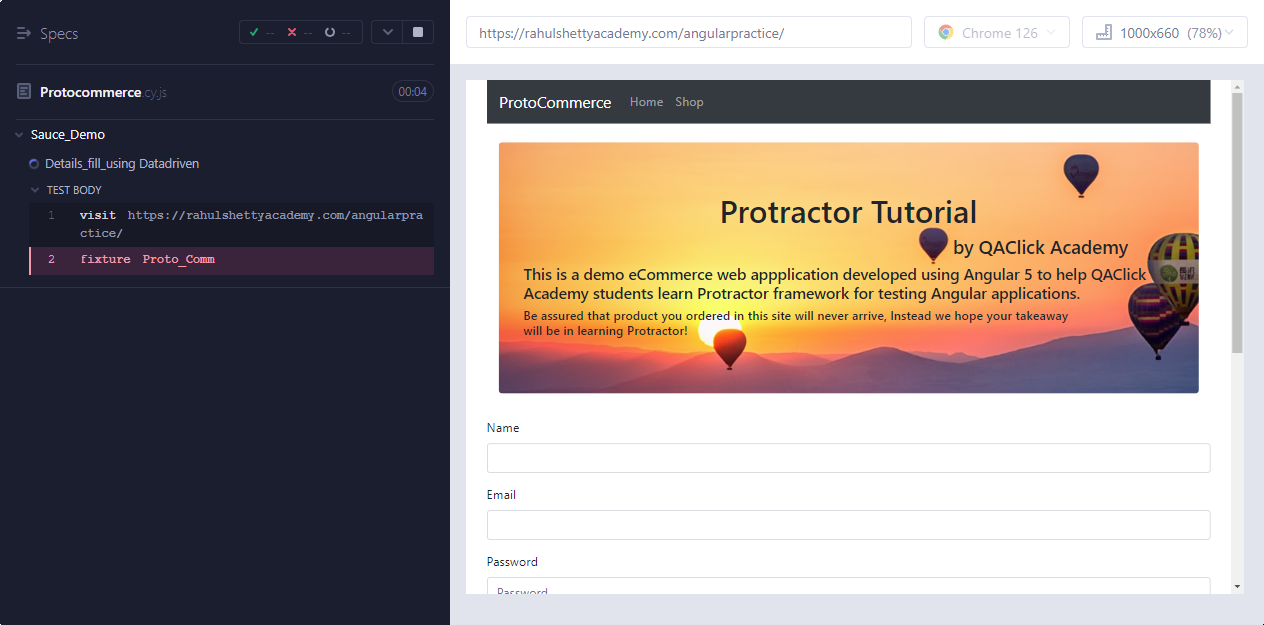 Specs
-- -- --
https://rahulshettyacademy.com/angularpractice/
Chrome 126
1000x660 (78%)
Protocommerce.cy.js
00:04
Sauce_Demo
Details_fill_using Datadriven
TEST BODY
1 visit https://rahulshettyacademy.com/angularpra
ctice/
2 fixture Proto_Comm
ProtoCommerce Home Shop
Protractor Tutorial
by QAClick Academy
This is a demo eCommerce web appplication developed using Angular 5 to help QAClick
Academy students learn Protractor framework for testing Angular applications.
Be assured that product you ordered in this site will never arrive, Instead we hope your takeaway
will be in learning Protractor!
Name
Email
Password
Password